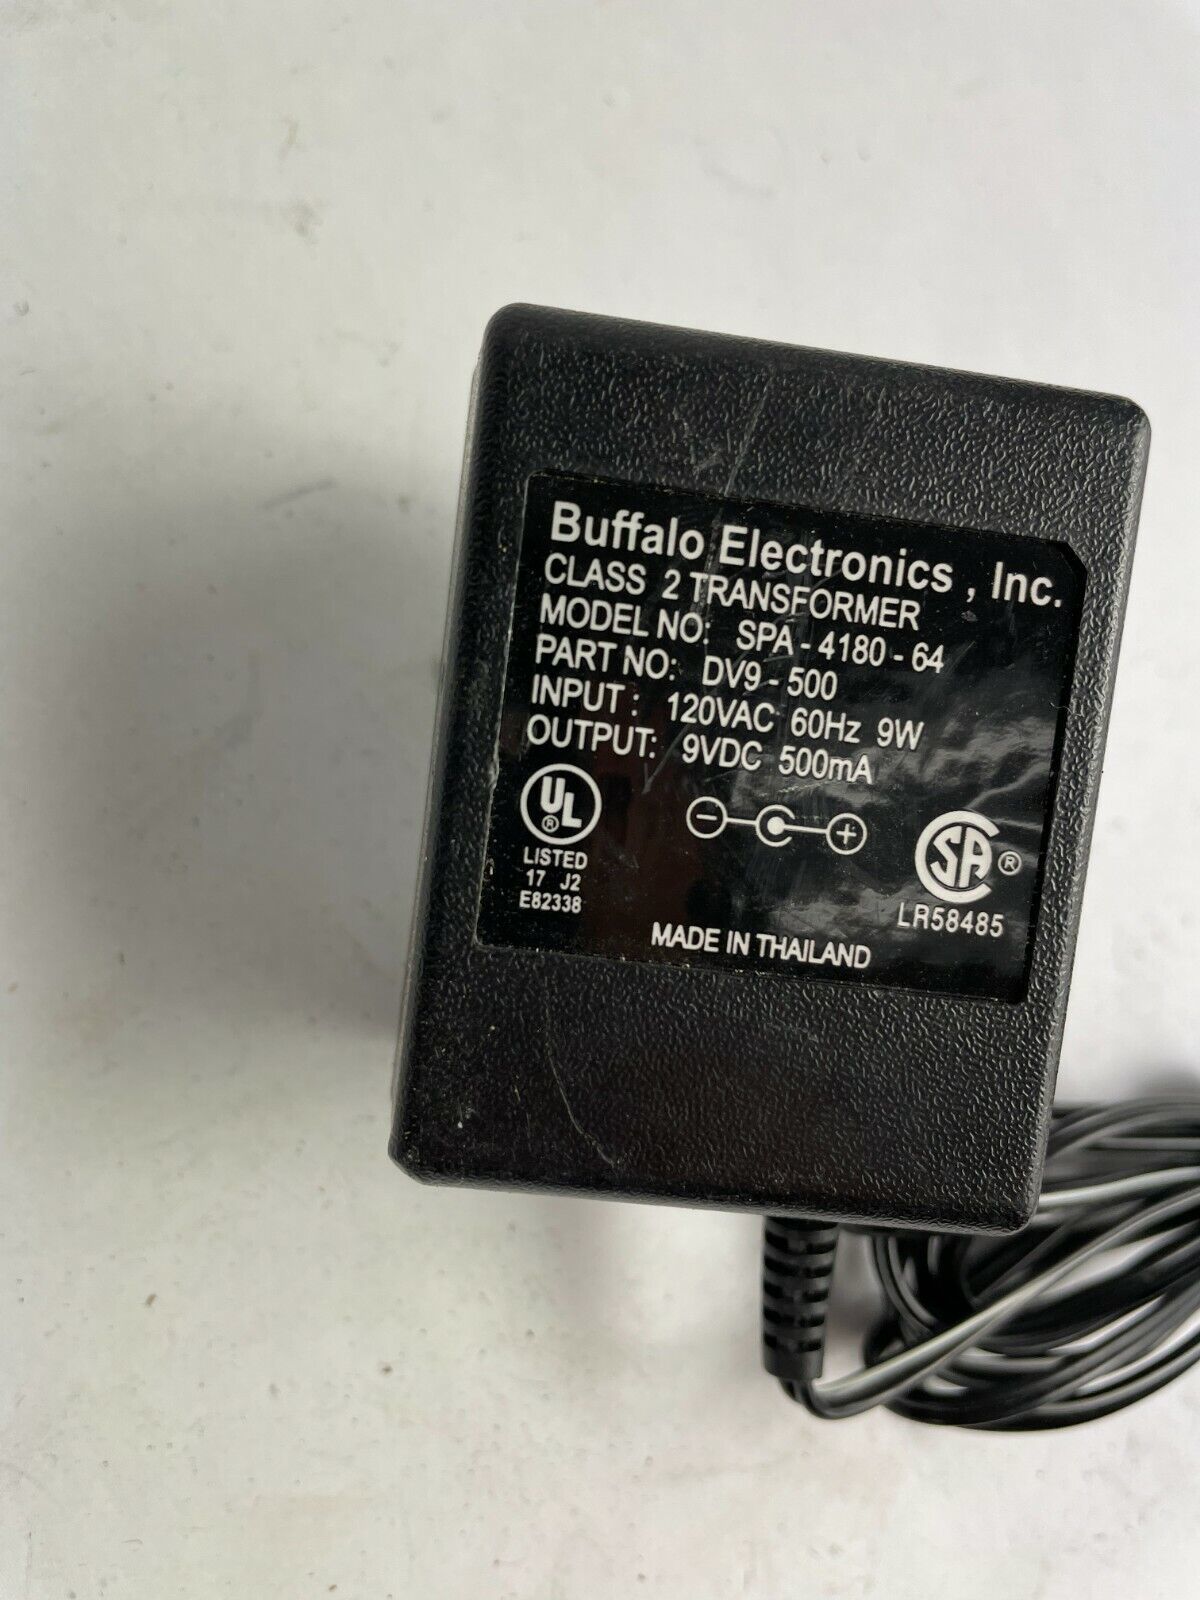 Buffalo Electronics , Inc.
CLASS 2 TRANSFORMER
MODEL NO: SPA - 4180 - 64
PART NO: DV9 - 500
INPUT : 120VAC 60Hz 9W
OUTPUT: 9VDC 500mA
UL ®
LISTED
17 J2
E82338
− +
SA ®
LR58485
MADE IN THAILAND